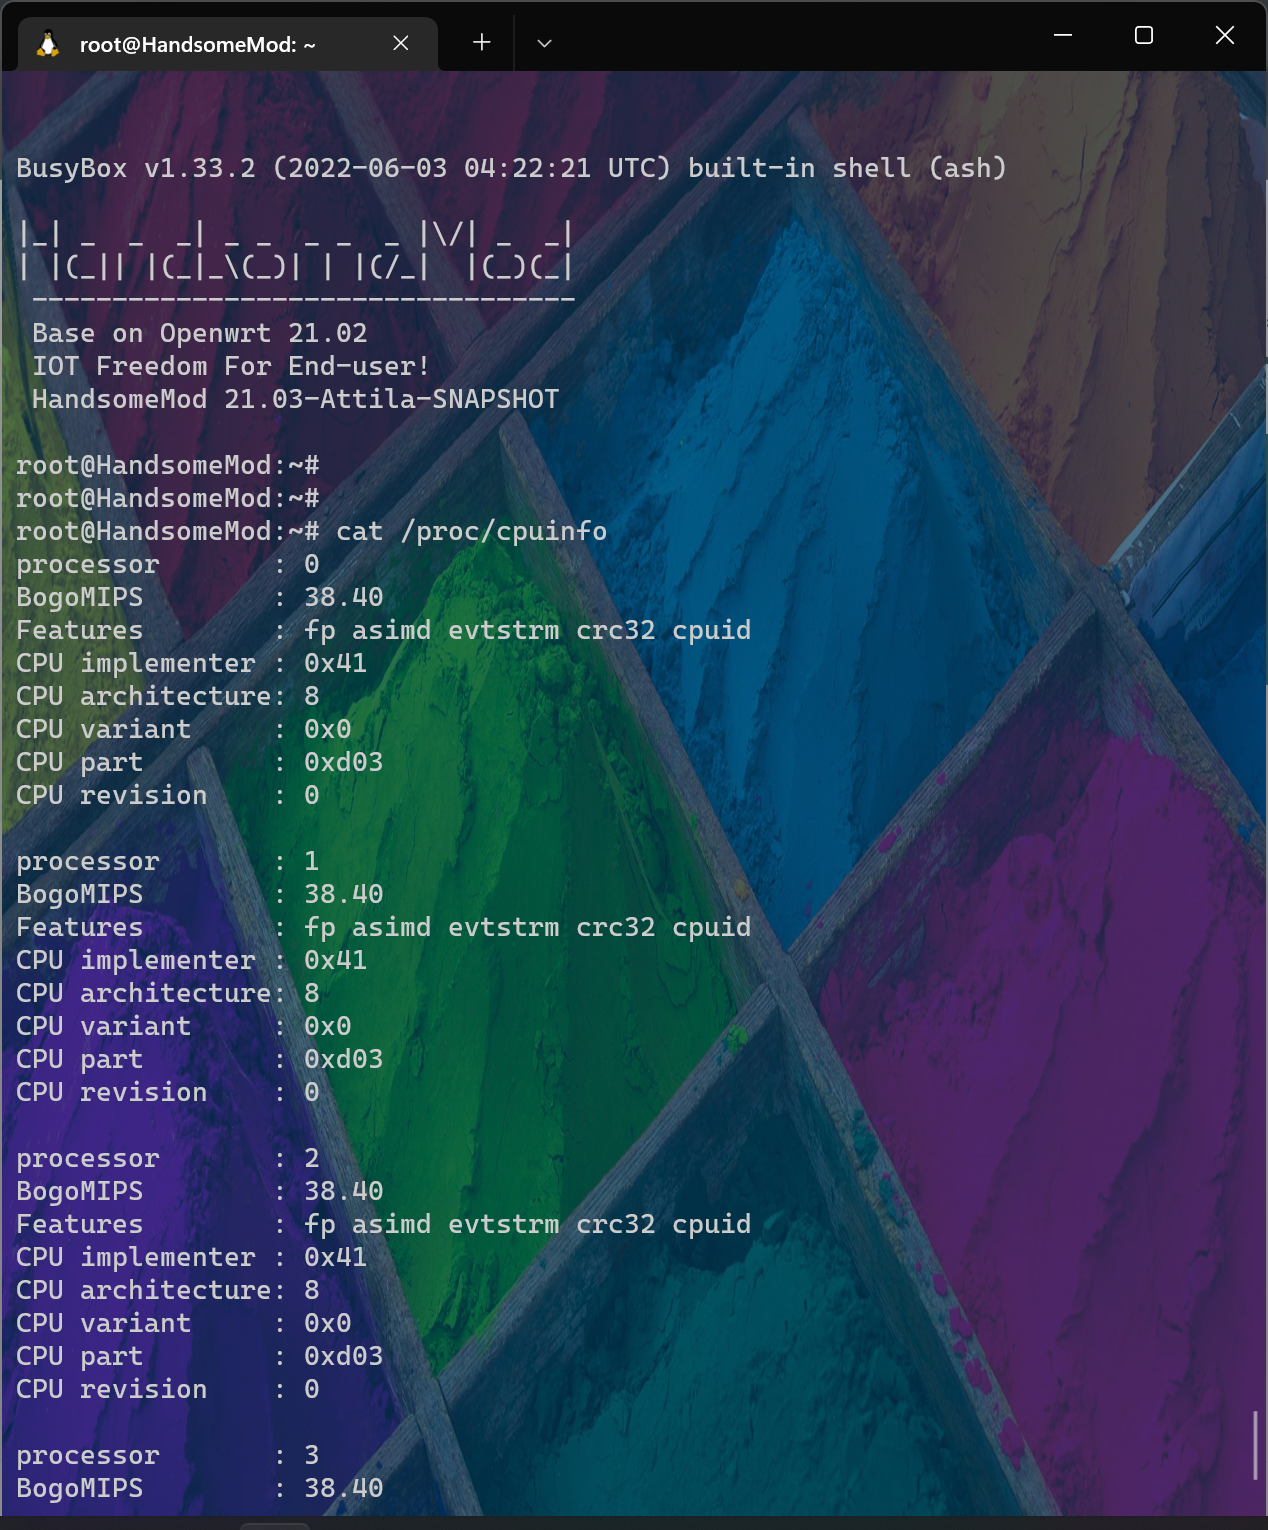 root@HandsomeMod: ~
BusyBox v1.33.2 (2022-06-03 04:22:21 UTC) built-in shell (ash)
|_| _  _  _| _ _  _ _  _ |\/| _  _|
| |(_|| |(_|_\(_)| | |(/_|  |(_)(_|
----------------------------------
Base on Openwrt 21.02
IOT Freedom For End-user!
HandsomeMod 21.03-Attila-SNAPSHOT
root@HandsomeMod:~#
root@HandsomeMod:~#
root@HandsomeMod:~# cat /proc/cpuinfo
processor       : 0
BogoMIPS        : 38.40
Features        : fp asimd evtstrm crc32 cpuid
CPU implementer : 0x41
CPU architecture: 8
CPU variant     : 0x0
CPU part        : 0xd03
CPU revision    : 0
processor       : 1
BogoMIPS        : 38.40
Features        : fp asimd evtstrm crc32 cpuid
CPU implementer : 0x41
CPU architecture: 8
CPU variant     : 0x0
CPU part        : 0xd03
CPU revision    : 0
processor       : 2
BogoMIPS        : 38.40
Features        : fp asimd evtstrm crc32 cpuid
CPU implementer : 0x41
CPU architecture: 8
CPU variant     : 0x0
CPU part        : 0xd03
CPU revision    : 0
processor       : 3
BogoMIPS        : 38.40